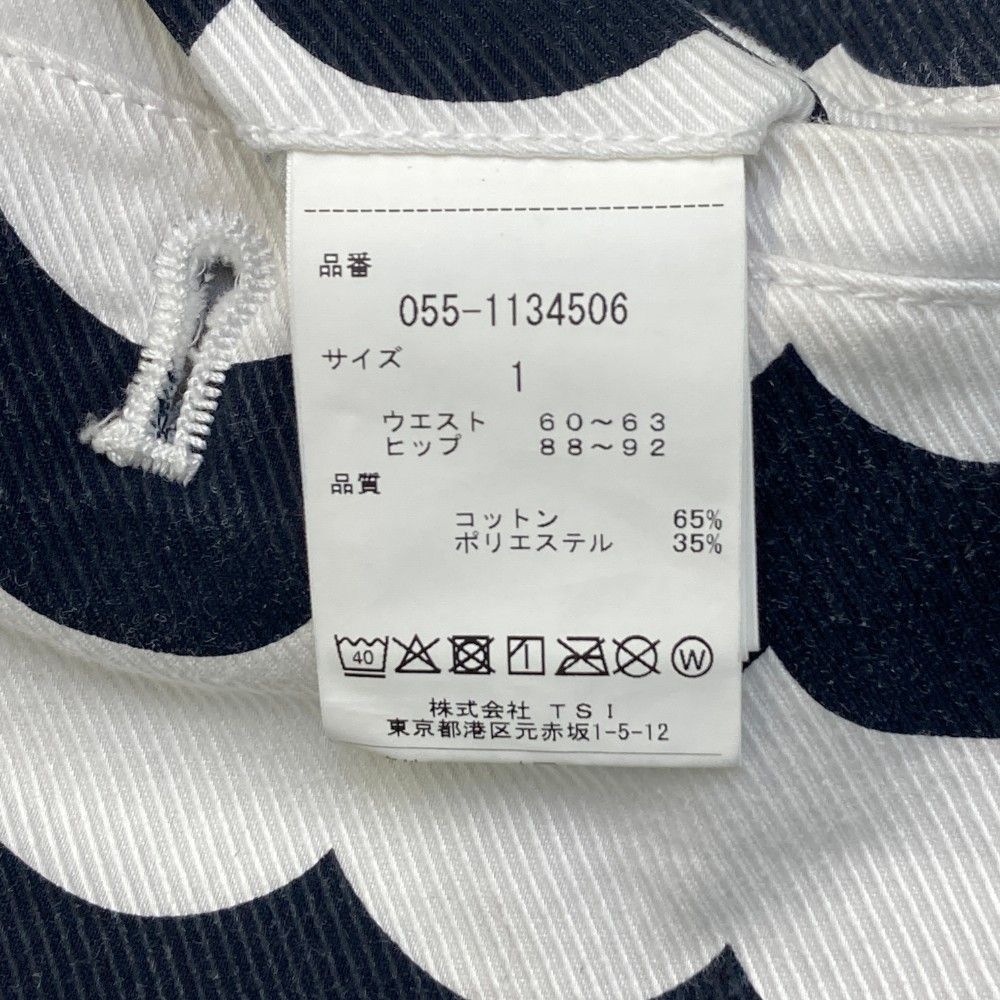 品番
055-1134506
サイズ
1
ウエスト 60～63
ヒップ 88～92
品質
コットン 65%
ポリエステル 35%
40
W
株式会社 TSI
東京都港区元赤坂1-5-12